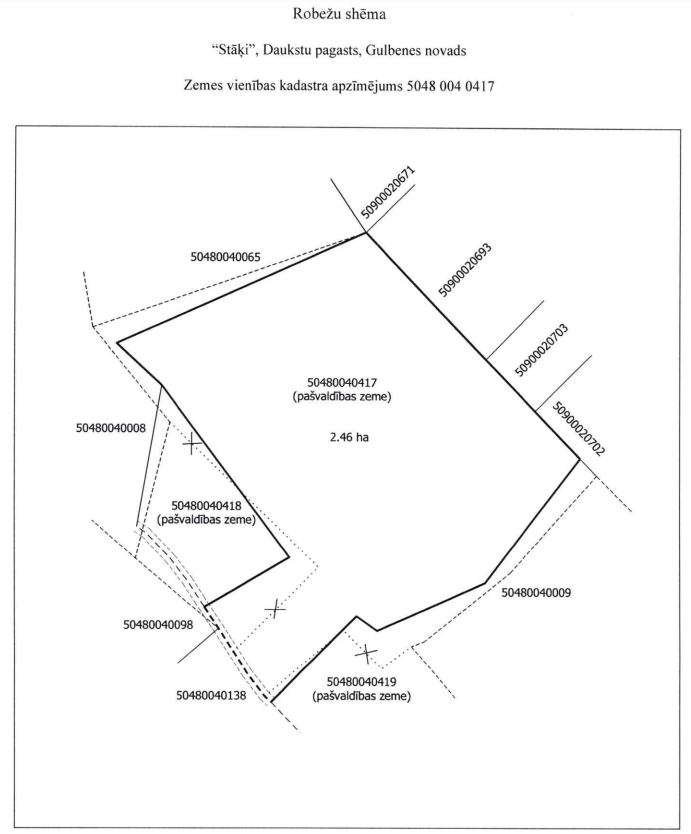 Robežu shēma
“Stāķi”, Daukstu pagasts, Gulbenes novads
Zemes vienības kadastra apzīmējums 5048 004 0417
50900020671
50480040065
50900020693
50900020703
50480040417
(pašvaldības zeme)
50900020702
50480040008
2.46 ha
50480040418
(pašvaldības zeme)
50480040009
50480040098
50480040419
(pašvaldības zeme)
50480040138